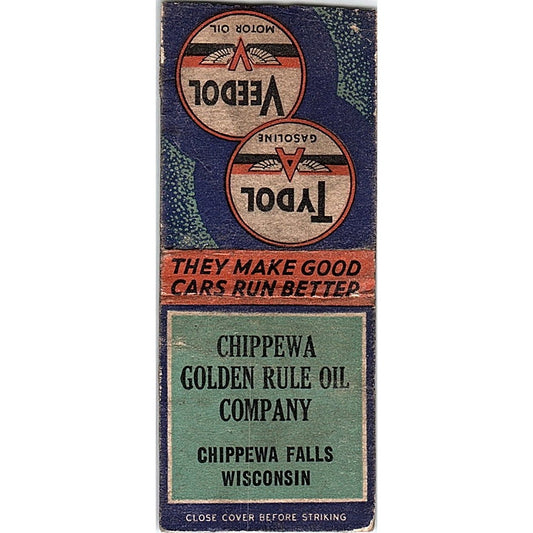 MOTOR OIL
VEEDOL
GASOLINE
A
TYDOL
THEY MAKE GOOD
CARS RUN BETTER
CHIPPEWA
GOLDEN RULE OIL
COMPANY
CHIPPEWA FALLS
WISCONSIN
CLOSE COVER BEFORE STRIKING